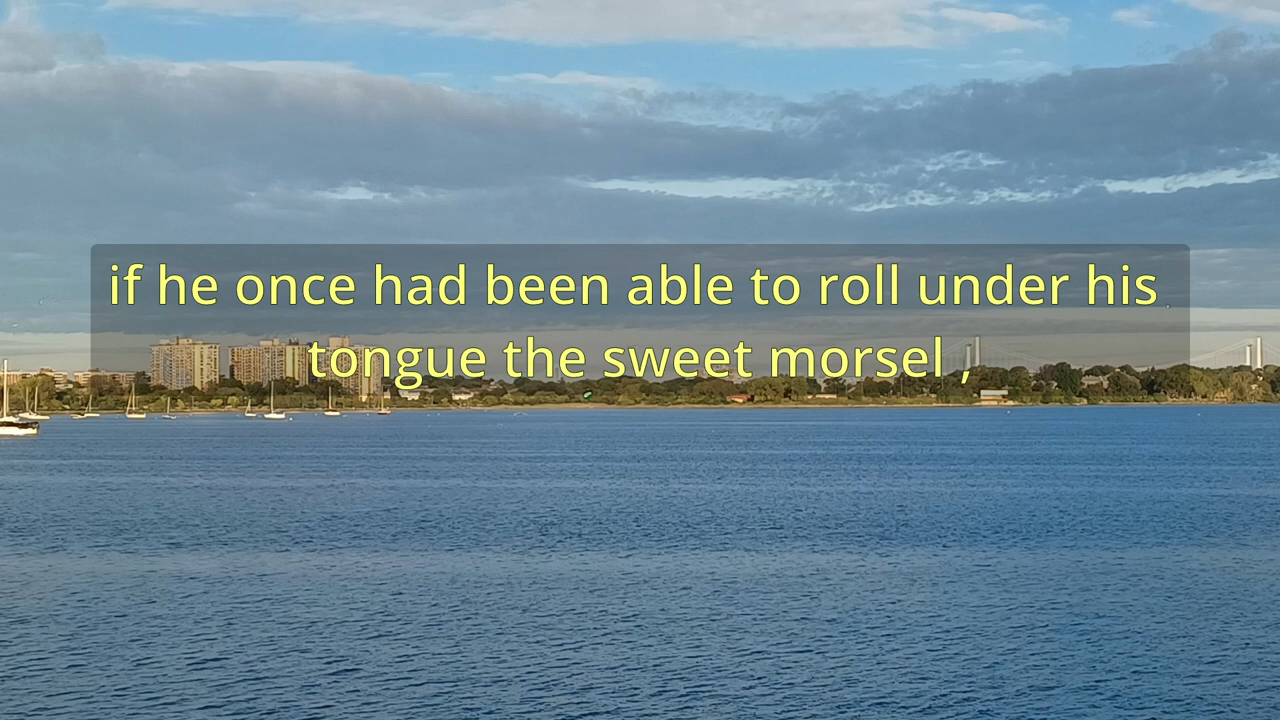 if he once had been able to roll under his
tongue the sweet morsel ,